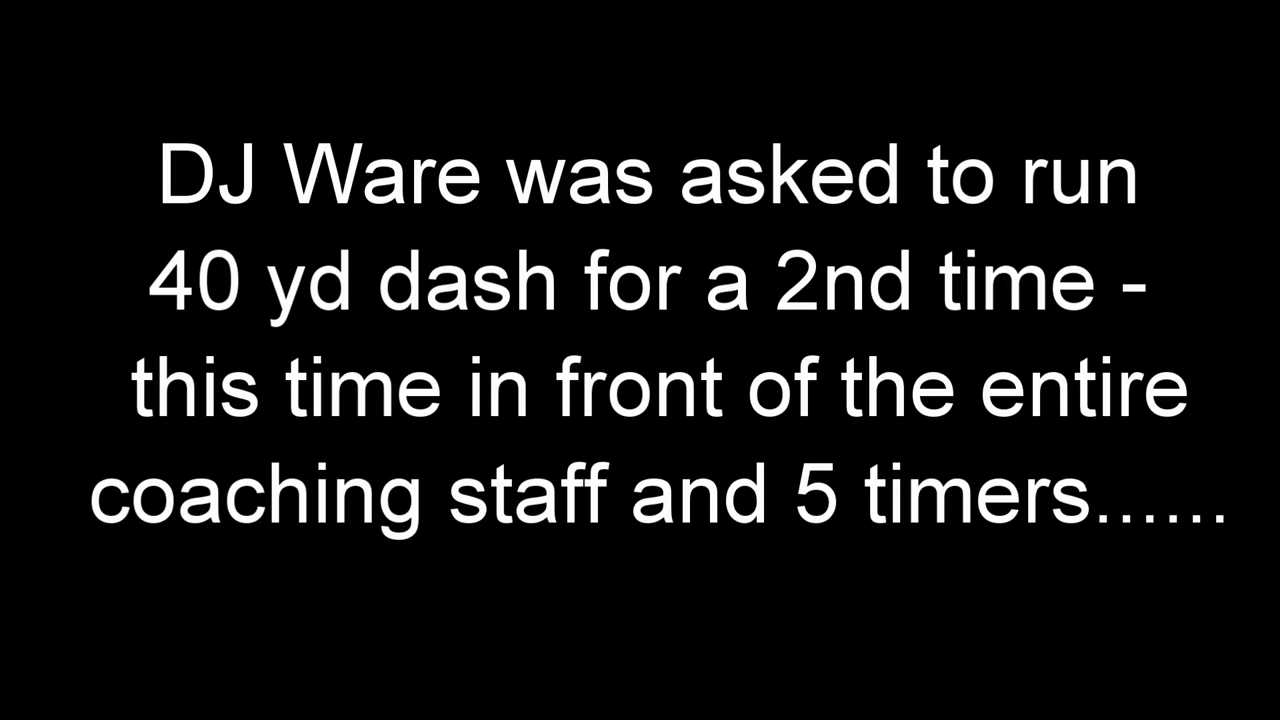 DJ Ware was asked to run
40 yd dash for a 2nd time -
this time in front of the entire
coaching staff and 5 timers......